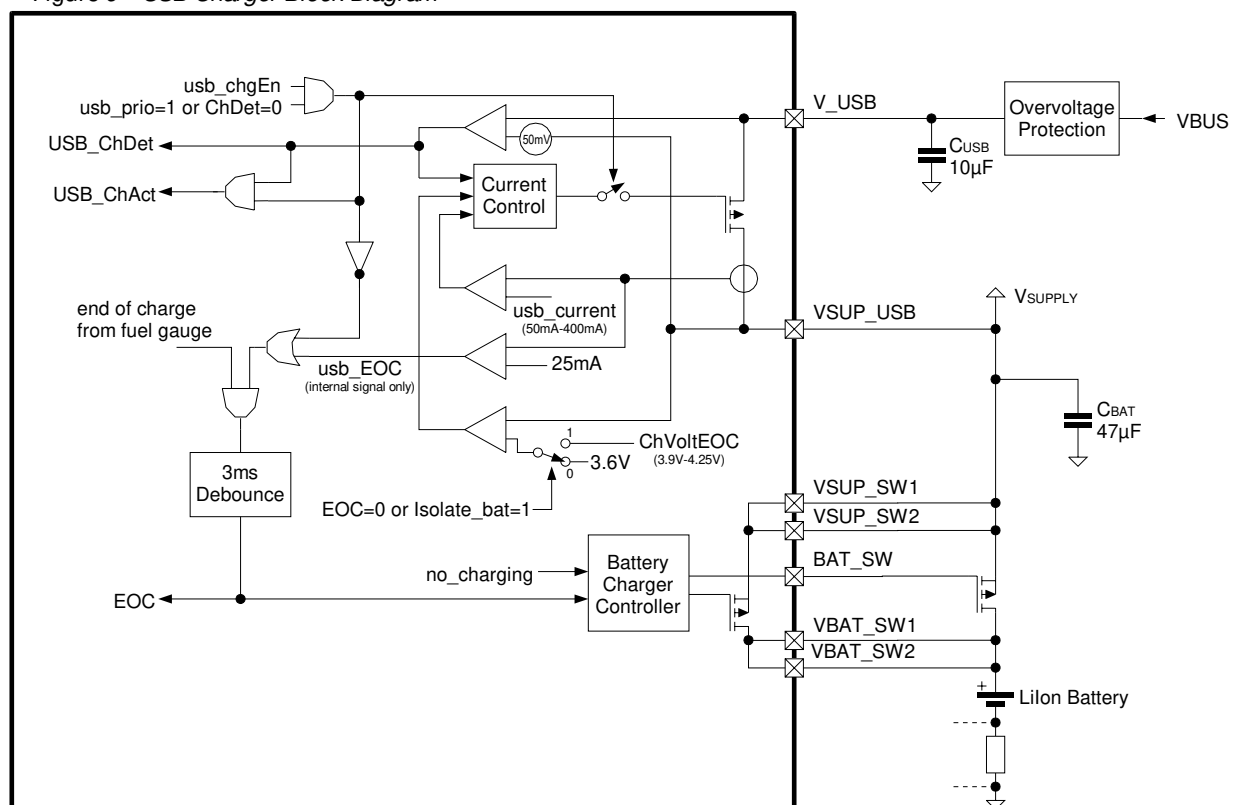 usb_chgEn
usb_prio=1 or ChDet=0
USB_ChDet
USB_ChAct
50mV
Current
Control
V_USB
Overvoltage
Protection
VBUS
CUSB
10µF
usb_current
(50mA-400mA)
end of charge
from fuel gauge
usb_EOC
(internal signal only)
25mA
VSUP_USB
VSUPPLY
CBAT
47µF
1
ChVoltEOC
(3.9V-4.25V)
3.6V
0
3ms
Debounce
EOC=0 or Isolate_bat=1
VSUP_SW1
VSUP_SW2
BAT_SW
no_charging
Battery
Charger
Controller
EOC
VBAT_SW1
VBAT_SW2
+
LiIon Battery